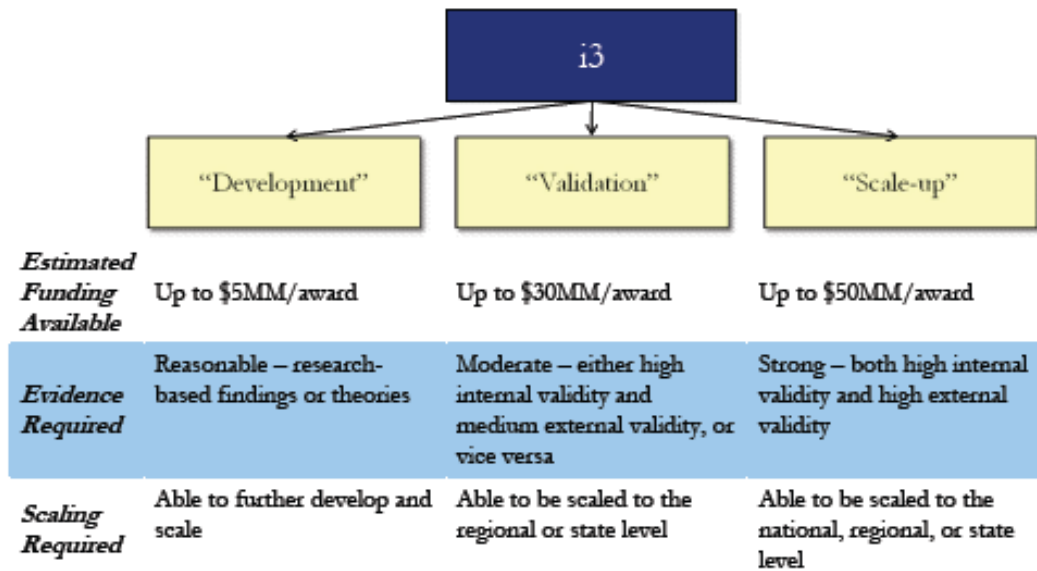 i3
“Development”
“Validation”
“Scale-up”
Estimated
Funding
Available
Up to $5MM/award
Up to $30MM/award
Up to $50MM/award
Evidence
Required
Reasonable – research-
based findings or theories
Moderate – either high
internal validity and
medium external validity, or
vice versa
Strong – both high internal
validity and high external
validity
Scaling
Required
Able to further develop and
scale
Able to be scaled to the
regional or state level
Able to be scaled to the
national, regional, or state
level